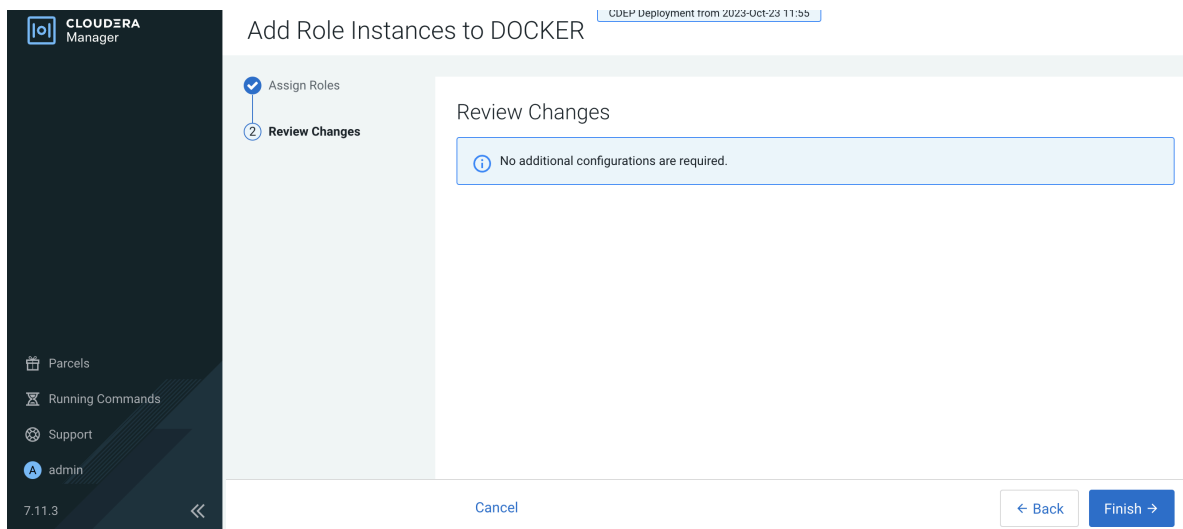 CLOUDERA
Manager
Add Role Instances to DOCKER
CDEP Deployment from 2023-Oct-23 11:55
Assign Roles
2 Review Changes
Review Changes
No additional configurations are required.
Parcels
Running Commands
Support
A admin
7.11.3
Cancel
← Back
Finish →